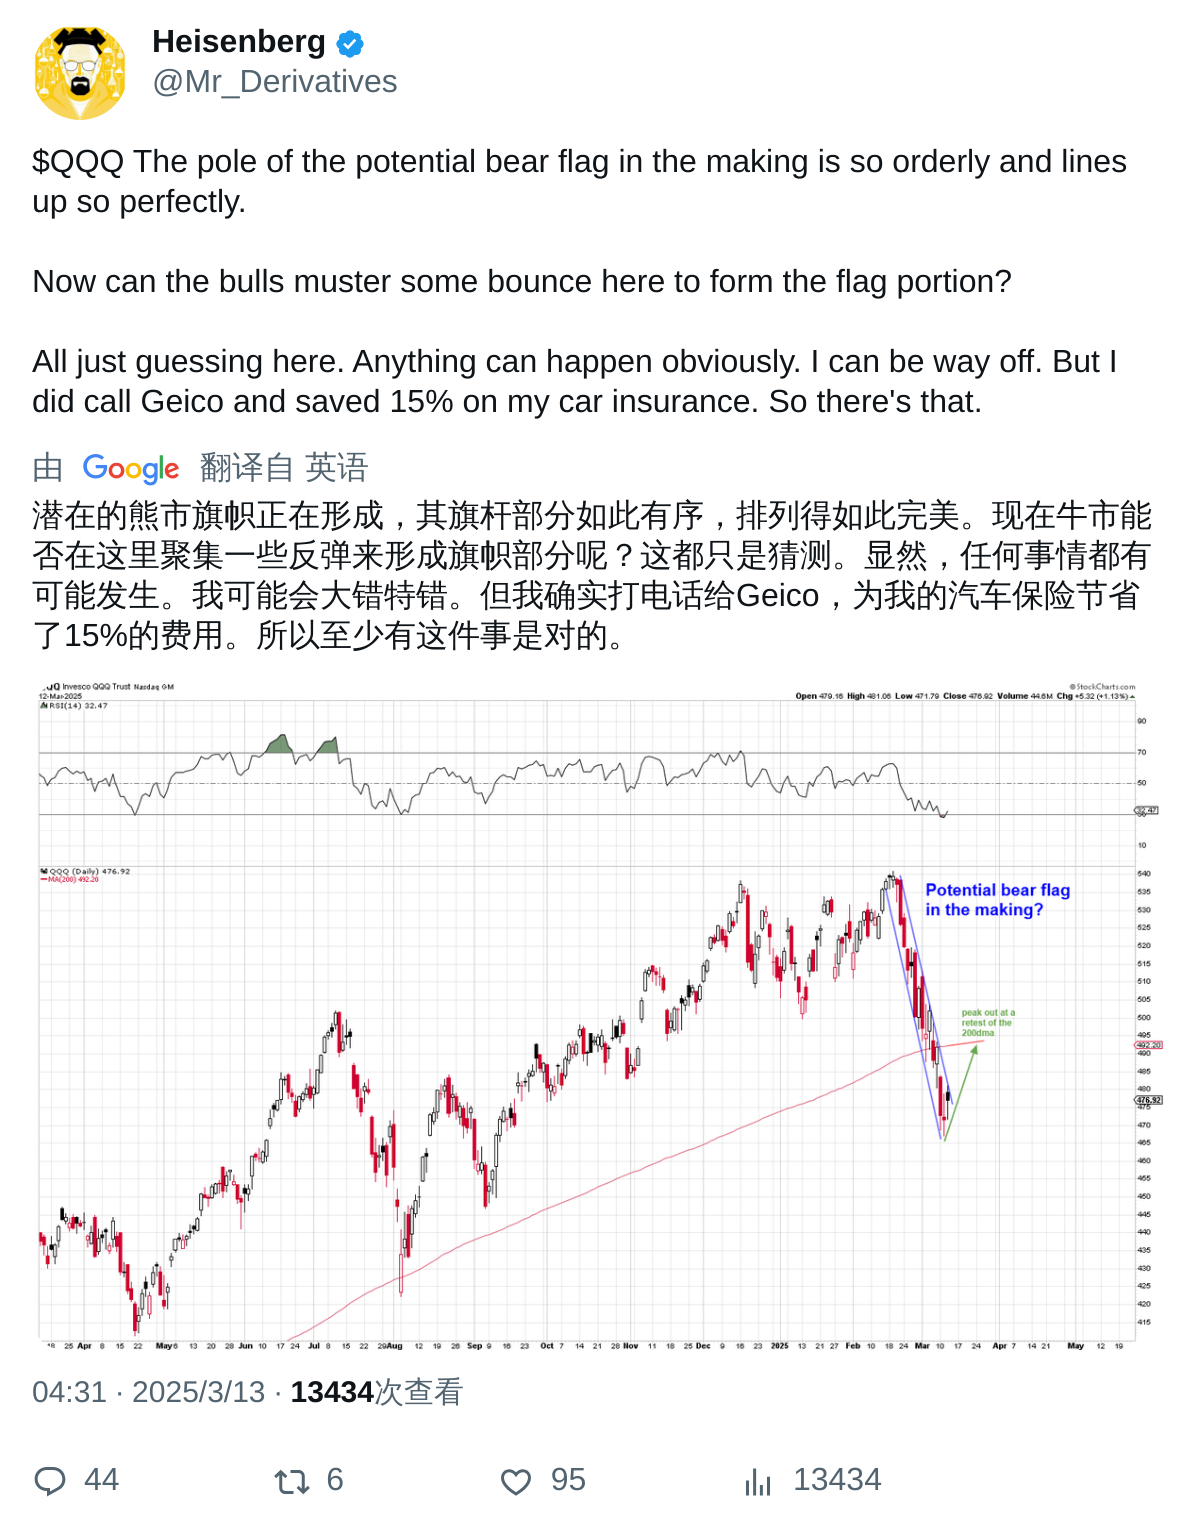 Heisenberg
@Mr_Derivatives
$QQQ The pole of the potential bear flag in the making is so orderly and lines
up so perfectly.
Now can the bulls muster some bounce here to form the flag portion?
All just guessing here. Anything can happen obviously. I can be way off. But I
did call Geico and saved 15% on my car insurance. So there's that.
由 Google 翻译自 英语
潜在的熊市旗帜正在形成，其旗杆部分如此有序，排列得如此完美。现在牛市能
否在这里聚集一些反弹来形成旗帜部分呢？这都只是猜测。显然，任何事情都有
可能发生。我可能会大错特错。但我确实打电话给Geico，为我的汽车保险节省
了15%的费用。所以至少有这件事是对的。
Invesco QQQ Trust Nasdaq GM
© StockCharts.com
12-Mar-2025
Open 479.16 High 481.06 Low 471.79 Close 476.92 Volume 44.6M Chg +5.32 (+1.13%)
RSI(14) 32.47
90
70
50
32.47
30
10
QQQ (Daily) 476.92
MA(200) 492.20
Potential bear flag
in the making?
peak out at a
retest of the
200dma
540
535
530
525
520
515
510
505
500
495
492.20
490
485
480
476.92
475
470
465
460
455
450
445
440
435
430
425
420
415
18 25 Apr 8 15 22 May 6 13 20 28 Jun 10 17 24 Jul 8 15 22 29 Aug 12 19 26 Sep 9 16 23 Oct 7 14 21 28 Nov 11 18 25 Dec 9 16 23 2025 13 21 27 Feb 10 18 24 Mar 10 17 24 Apr 7 14 21 May 12 19
04:31 · 2025/3/13 · 13434次查看
44 6 95 13434